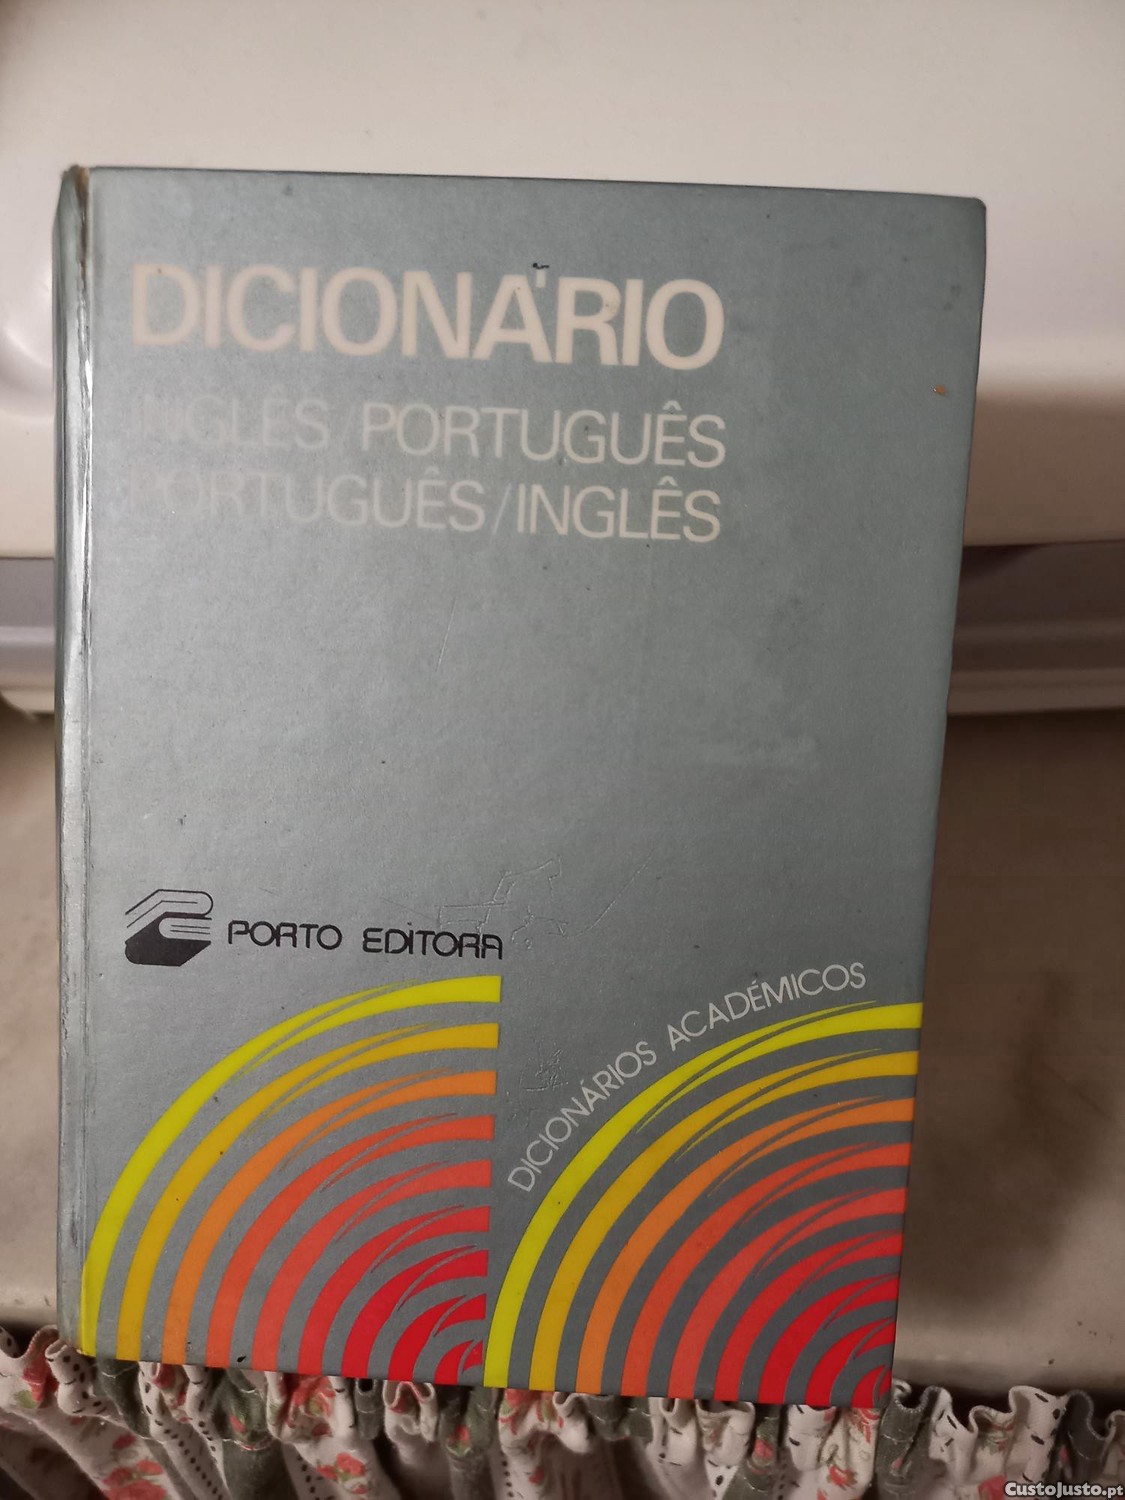 DICIONÁRIO
INGLÊS/PORTUGUÊS
PORTUGUÊS/INGLÊS
PORTO EDITORA
DICIONÁRIOS ACADÉMICOS
CustoJusto.pt